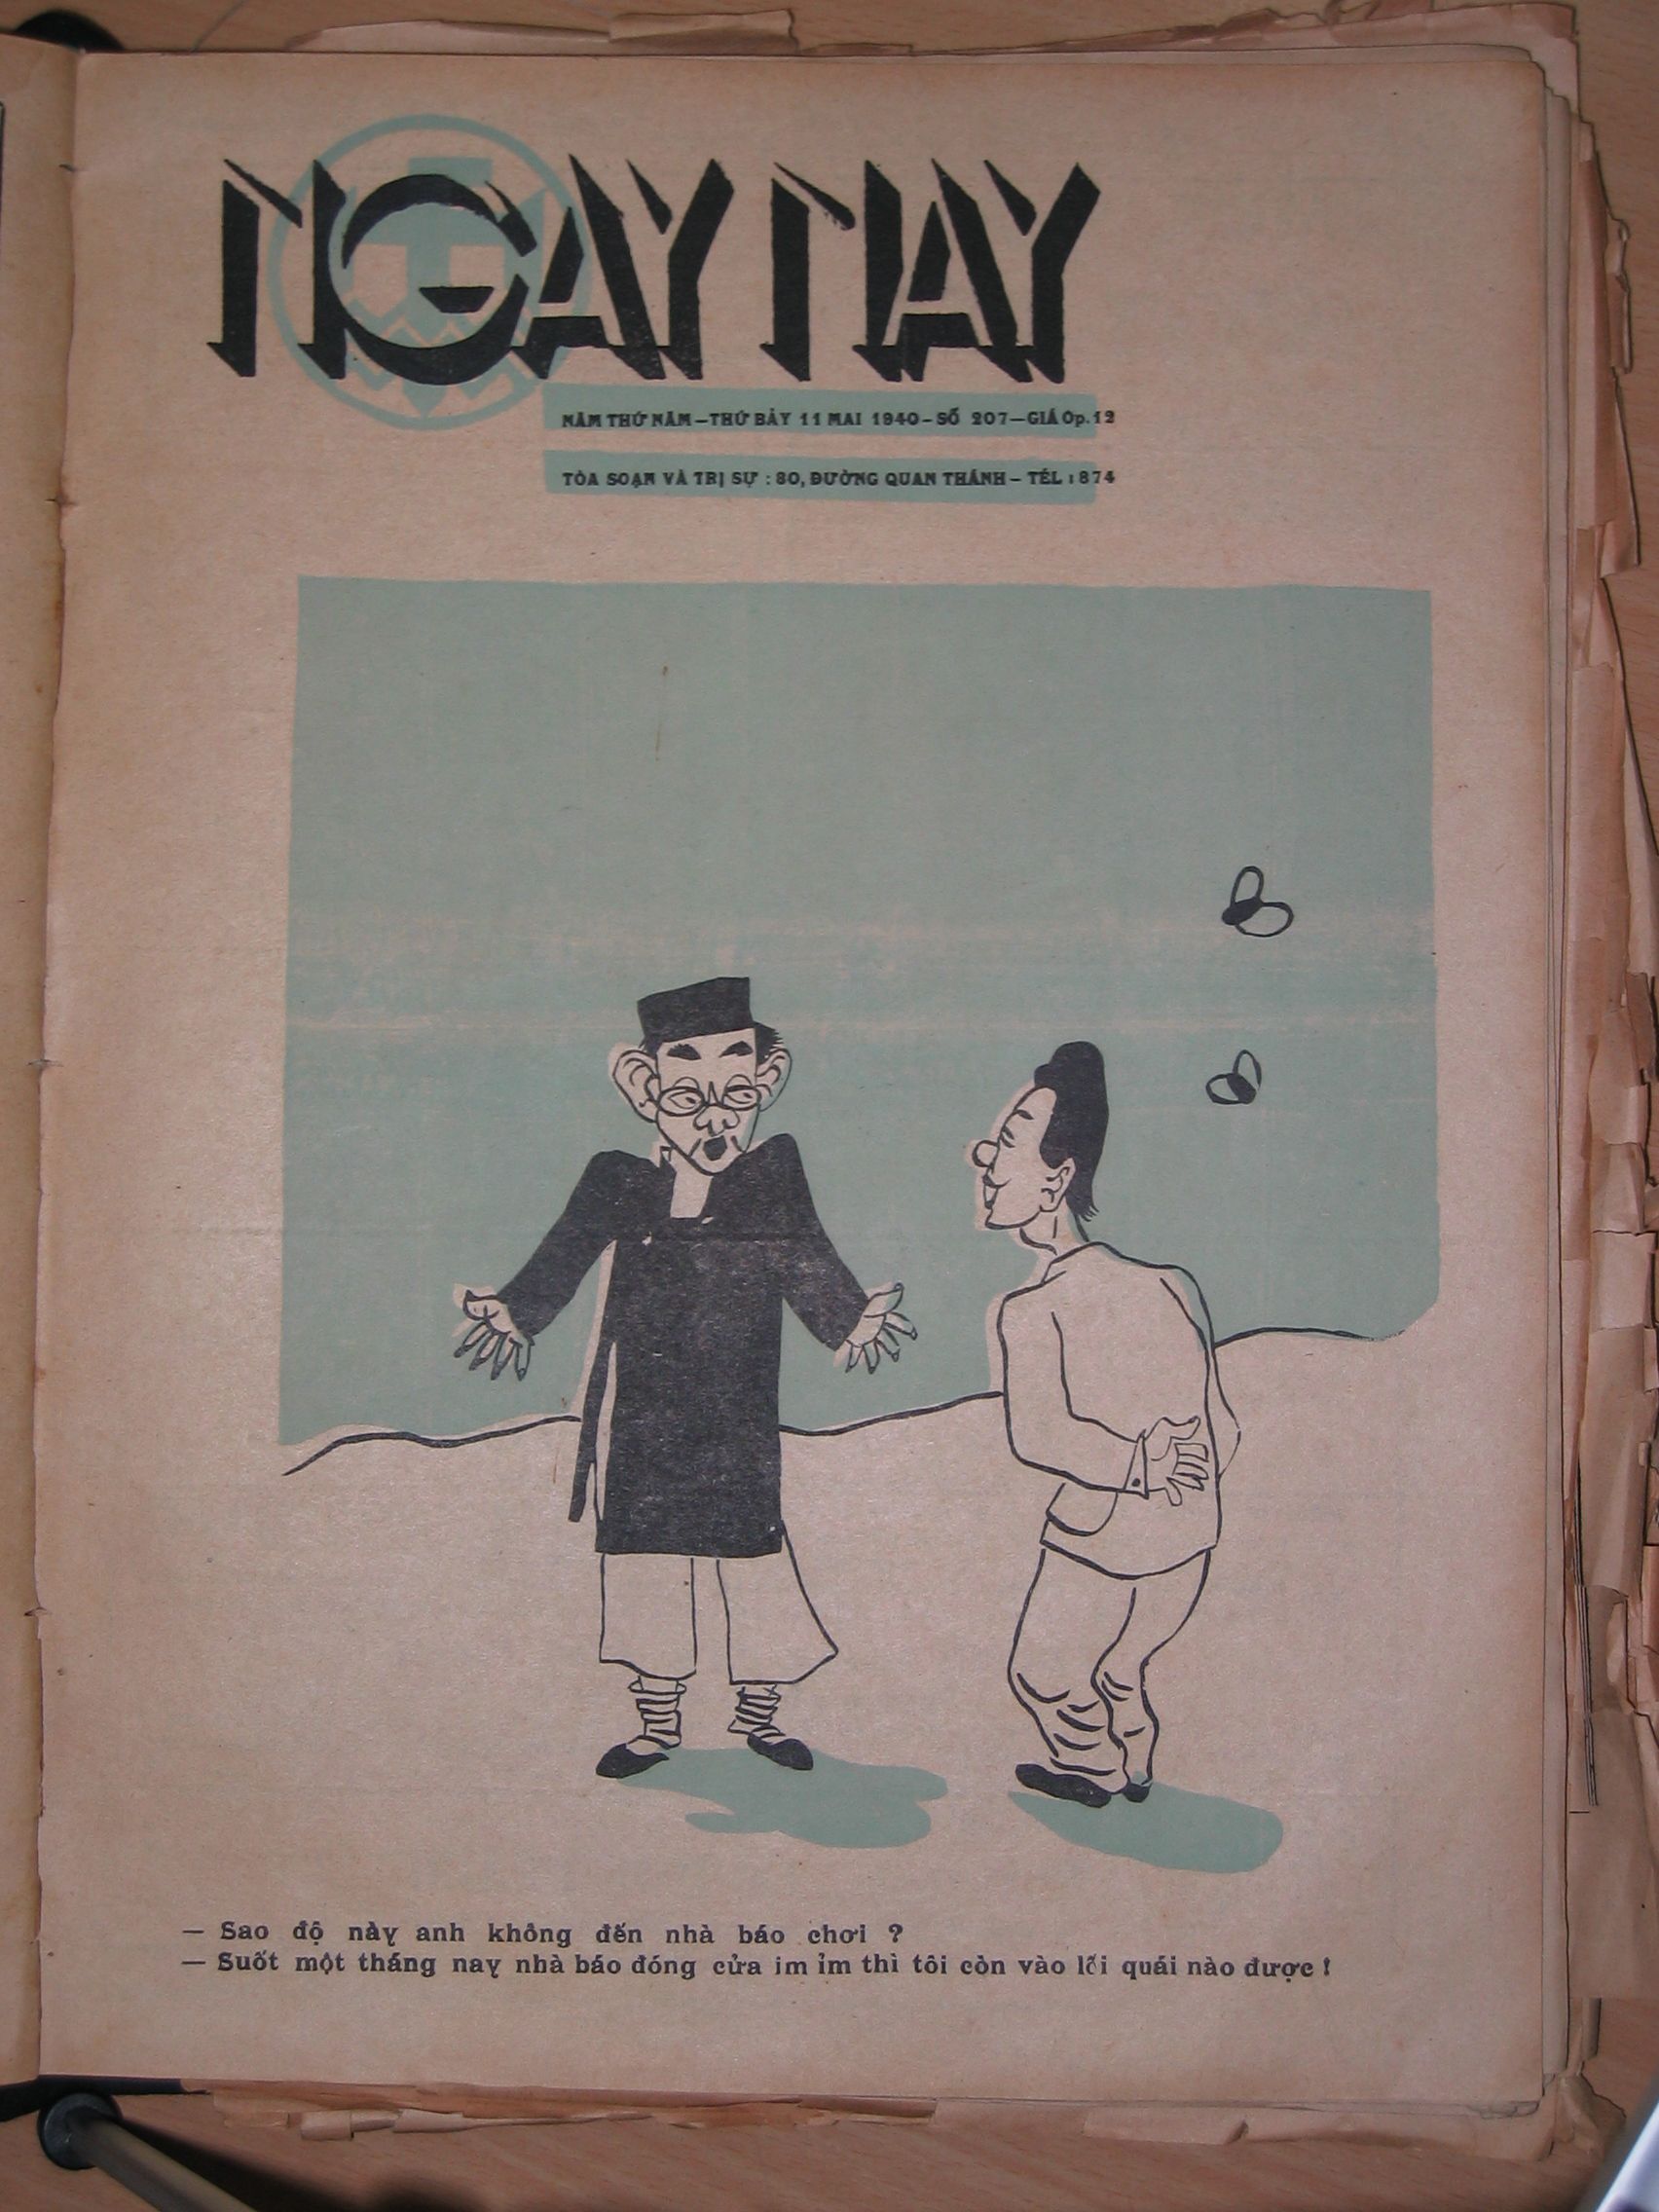 NGAY NAY
NĂM THỨ NĂM — THỨ BẢY 11 MAI 1940 - SỐ 207 — GIÁ 0p.12
TÒA SOẠN VÀ TRỊ SỰ : 80, ĐƯỜNG QUAN THÁNH — TÉL : 874
— Sao độ này anh không đến nhà báo chơi ?
— Suốt một tháng nay nhà báo đóng cửa im ỉm thì tôi còn vào lối quái nào được !